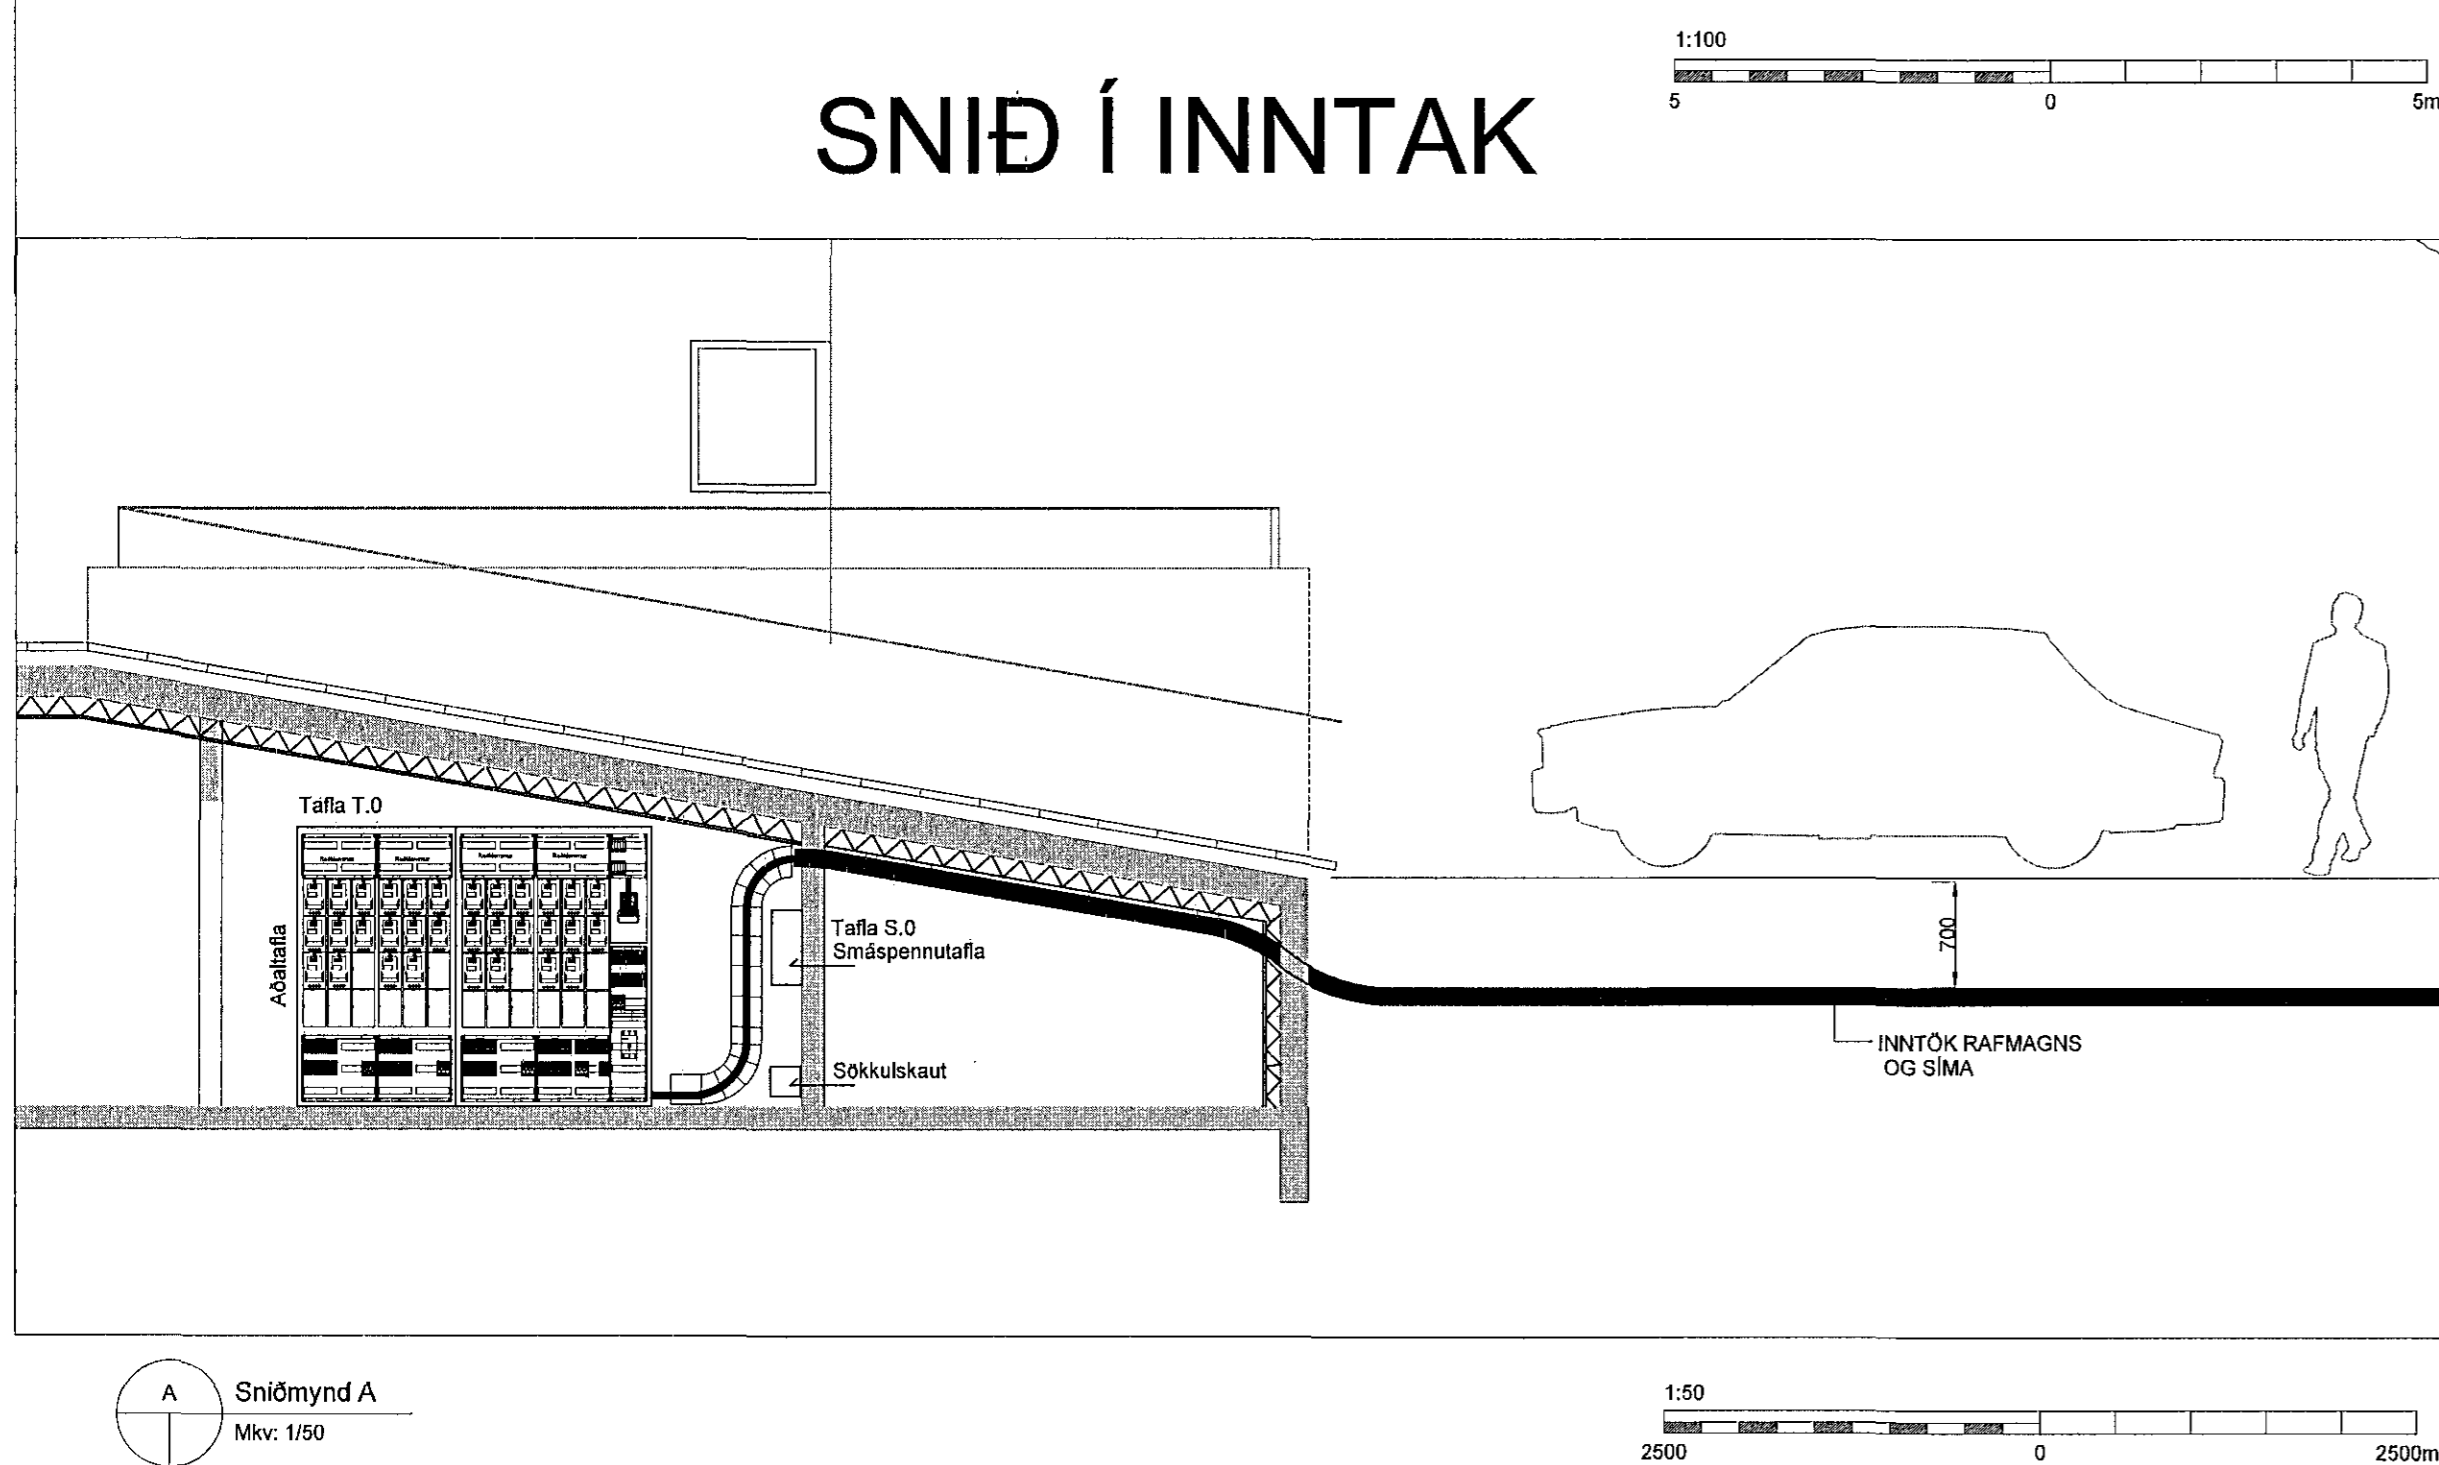 1:100
5 0 5m
SNIÐ Í INNTAK
Tafla T.0
Aðaltafla
Tafla S.0
Smáspennutafla
700
INNTÖK RAFMAGNS
OG SÍMA
Sökkulskaut
A
Sniðmynd A
Mkv: 1/50
1:50
2500 0 2500m